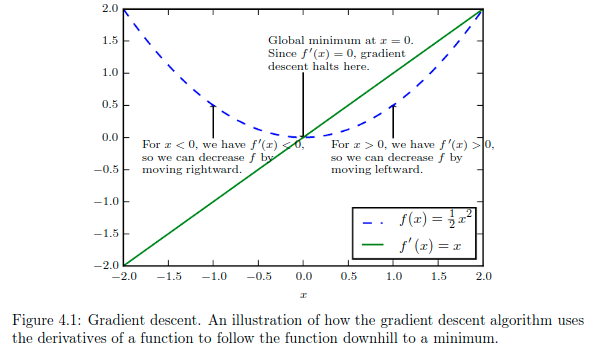 2.0
1.5
1.0
0.5
0.0
−0.5
−1.0
−1.5
−2.0
Global minimum at x = 0.
Since f′(x) = 0, gradient
descent halts here.
For x < 0, we have f′(x) < 0,
so we can decrease f by
moving rightward.
For x > 0, we have f′(x) > 0,
so we can decrease f by
moving leftward.
f(x) = ½x²
f′(x) = x
−2.0 −1.5 −1.0 −0.5 0.0 0.5 1.0 1.5 2.0
x
Figure 4.1: Gradient descent. An illustration of how the gradient descent algorithm uses
the derivatives of a function to follow the function downhill to a minimum.